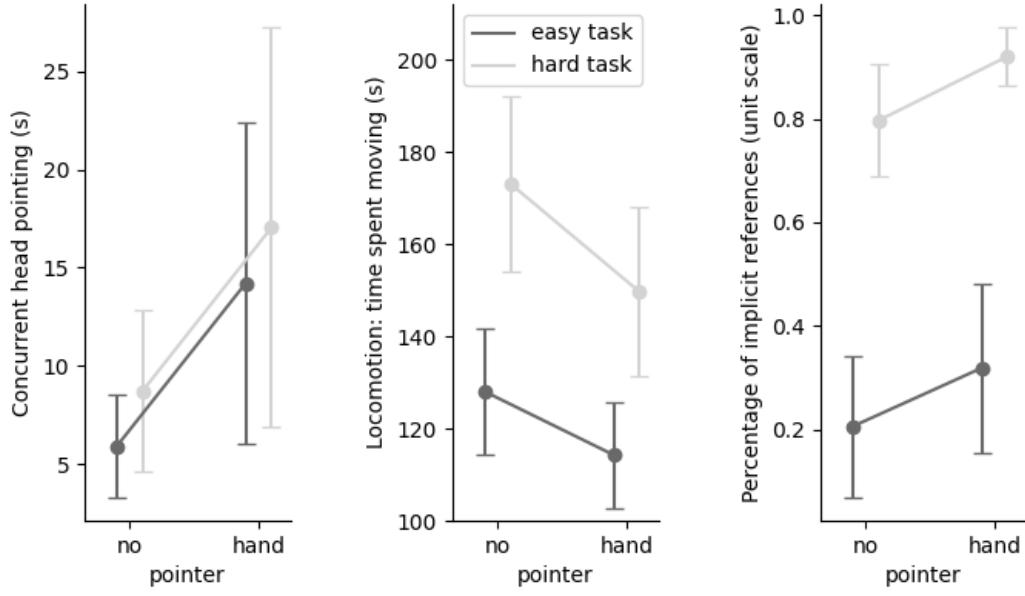 Concurrent head pointing (s)
25
20
15
10
5
no
hand
pointer
Locomotion: time spent moving (s)
200
180
160
140
120
100
easy task
hard task
no
hand
pointer
Percentage of implicit references (unit scale)
1.0
0.8
0.6
0.4
0.2
no
hand
pointer